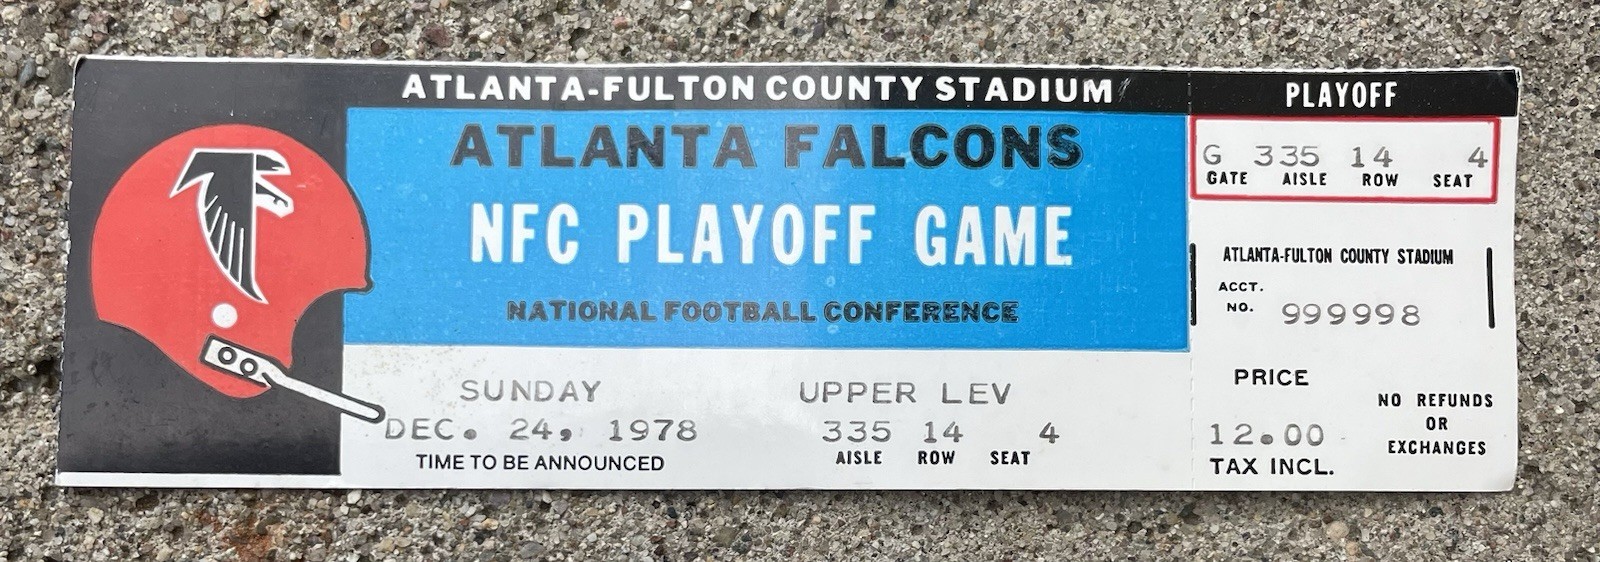 ATLANTA-FULTON COUNTY STADIUM
ATLANTA FALCONS
NFC PLAYOFF GAME
NATIONAL FOOTBALL CONFERENCE
SUNDAY
DEC. 24, 1978
TIME TO BE ANNOUNCED
UPPER LEV
335 14 4
AISLE ROW SEAT
PLAYOFF
G 335 14 4
GATE AISLE ROW SEAT
ATLANTA-FULTON COUNTY STADIUM
ACCT.
NO. 999998
PRICE
12.00
TAX INCL.
NO REFUNDS
OR
EXCHANGES